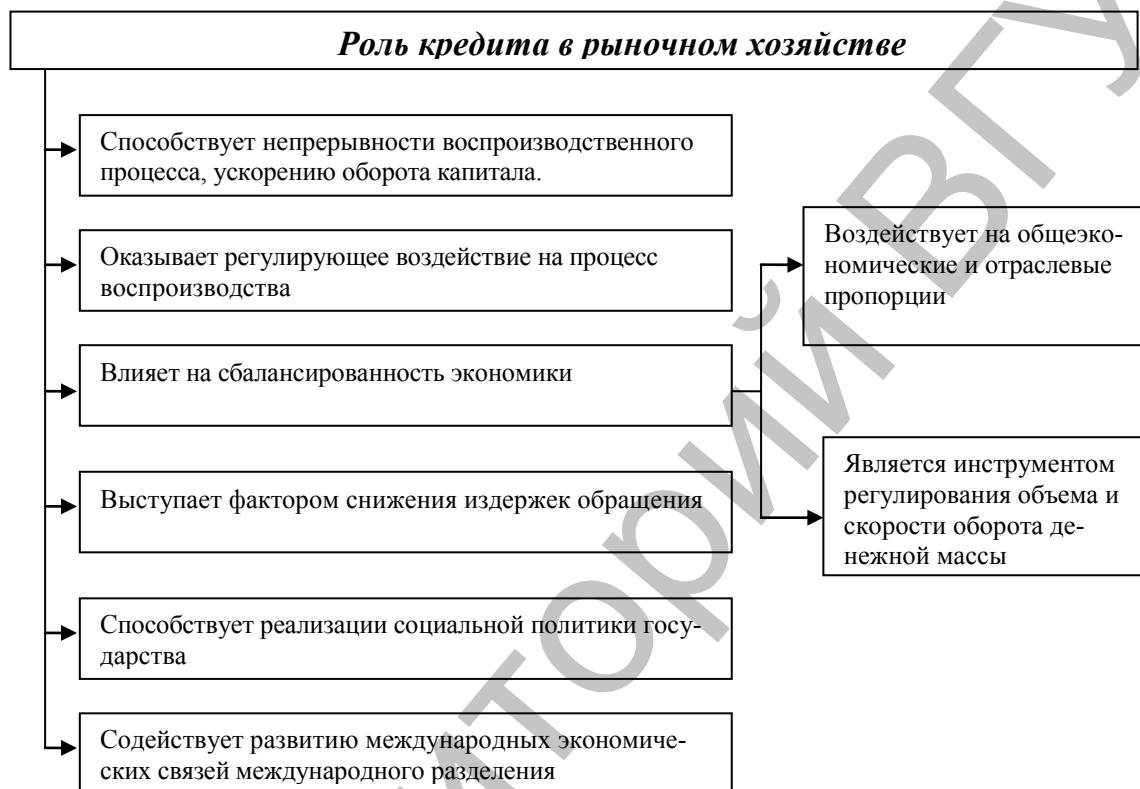 Роль кредита в рыночном хозяйстве
Способствует непрерывности воспроизводственного
процесса, ускорению оборота капитала.
Оказывает регулирующее воздействие на процесс
воспроизводства
Влияет на сбалансированность экономики
Воздействует на общеэко-
номические и отраслевые
пропорции
Является инструментом
регулирования объема и
скорости оборота де-
нежной массы
Выступает фактором снижения издержек обращения
Способствует реализации социальной политики госу-
дарства
Содействует развитию международных экономиче-
ских связей международного разделения
иторий ВГУ